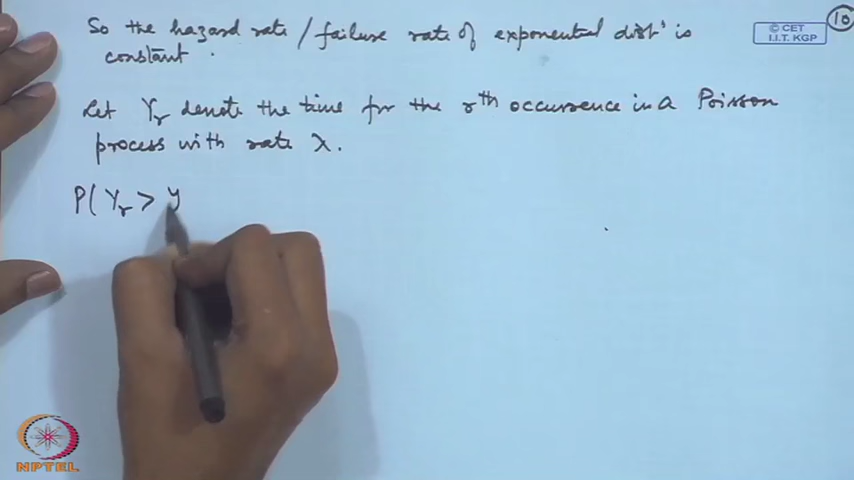 So the hazard rate / failure rate of exponential distⁿ is
constant.
© CET
I.I.T. KGP
10
Let Yr denote the time for the rth occurrence in a Poisson
process with rate λ.
P( Yr > y
NPTEL